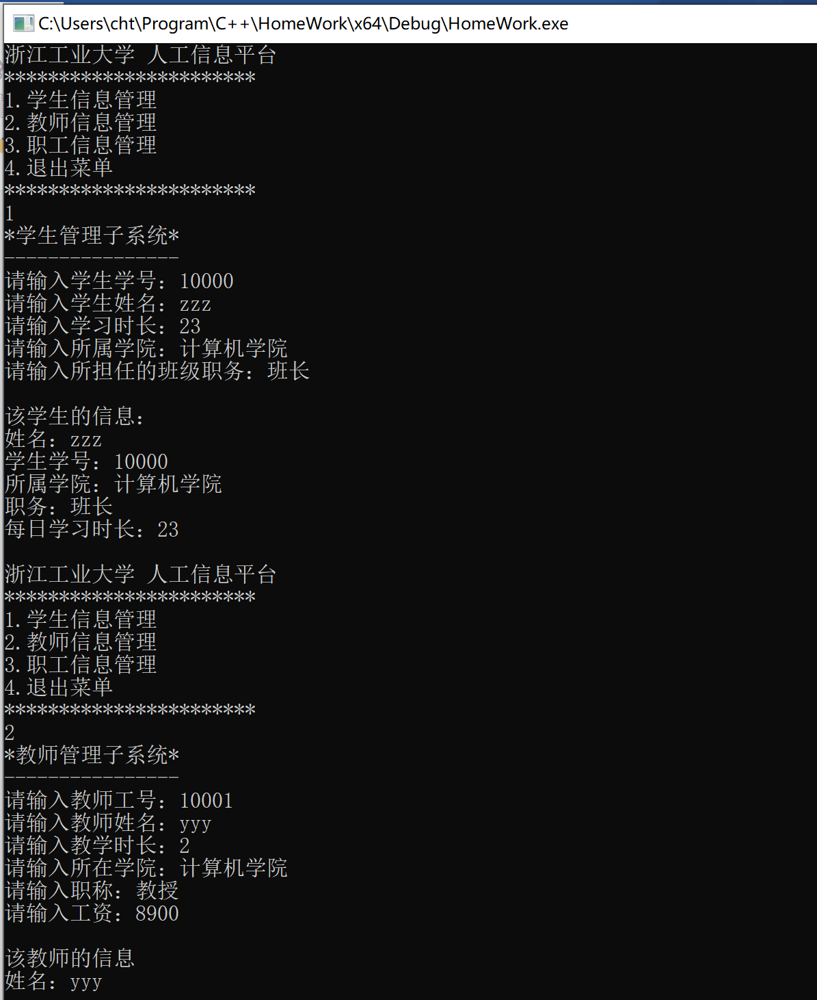 C:\Users\cht\Program\C++\HomeWork\x64\Debug\HomeWork.exe
浙江工业大学 人工信息平台
***********************
1.学生信息管理
2.教师信息管理
3.职工信息管理
4.退出菜单
***********************
1
*学生管理子系统*
----------------
请输入学生学号：10000
请输入学生姓名：zzz
请输入学习时长：23
请输入所属学院：计算机学院
请输入所担任的班级职务：班长
该学生的信息：
姓名：zzz
学生学号：10000
所属学院：计算机学院
职务：班长
每日学习时长：23
浙江工业大学 人工信息平台
***********************
1.学生信息管理
2.教师信息管理
3.职工信息管理
4.退出菜单
***********************
2
*教师管理子系统*
----------------
请输入教师工号：10001
请输入教师姓名：yyy
请输入教学时长：2
请输入所在学院：计算机学院
请输入职称：教授
请输入工资：8900
该教师的信息
姓名：yyy